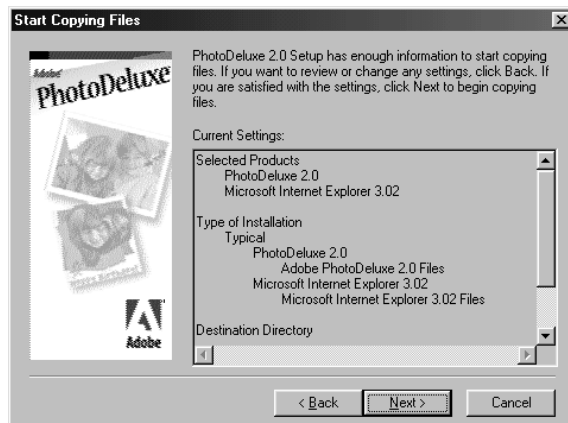 Start Copying Files
Adobe
PhotoDeluxe
Adobe
PhotoDeluxe 2.0 Setup has enough information to start copying
files. If you want to review or change any settings, click Back. If
you are satisfied with the settings, click Next to begin copying
files.
Current Settings:
Selected Products
PhotoDeluxe 2.0
Microsoft Internet Explorer 3.02
Type of Installation
Typical
PhotoDeluxe 2.0
Adobe PhotoDeluxe 2.0 Files
Microsoft Internet Explorer 3.02
Microsoft Internet Explorer 3.02 Files
Destination Directory
< Back
Next >
Cancel